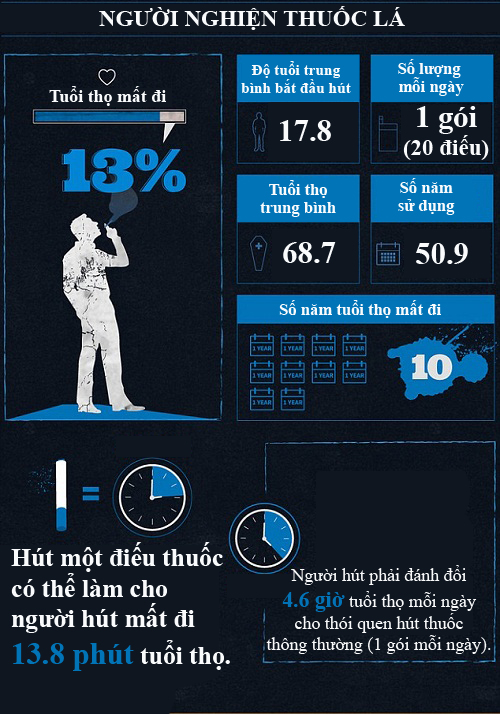 NGƯỜI NGHIỆN THUỐC LÁ
Tuổi thọ mất đi
13%
Độ tuổi trung
bình bắt đầu hút
17.8
Số lượng
mỗi ngày
1 gói
(20 điếu)
Tuổi thọ
trung bình
68.7
Số năm
sử dụng
50.9
Số năm tuổi thọ mất đi
1 YEAR 1 YEAR 1 YEAR 1 YEAR
1 YEAR 1 YEAR 1 YEAR 1 YEAR
1 YEAR 1 YEAR
10
=
Hút một điếu thuốc
có thể làm cho
người hút mất đi
13.8 phút tuổi thọ.
Người hút phải đánh đổi
4.6 giờ tuổi thọ mỗi ngày
cho thói quen hút thuốc
thông thường (1 gói mỗi ngày).